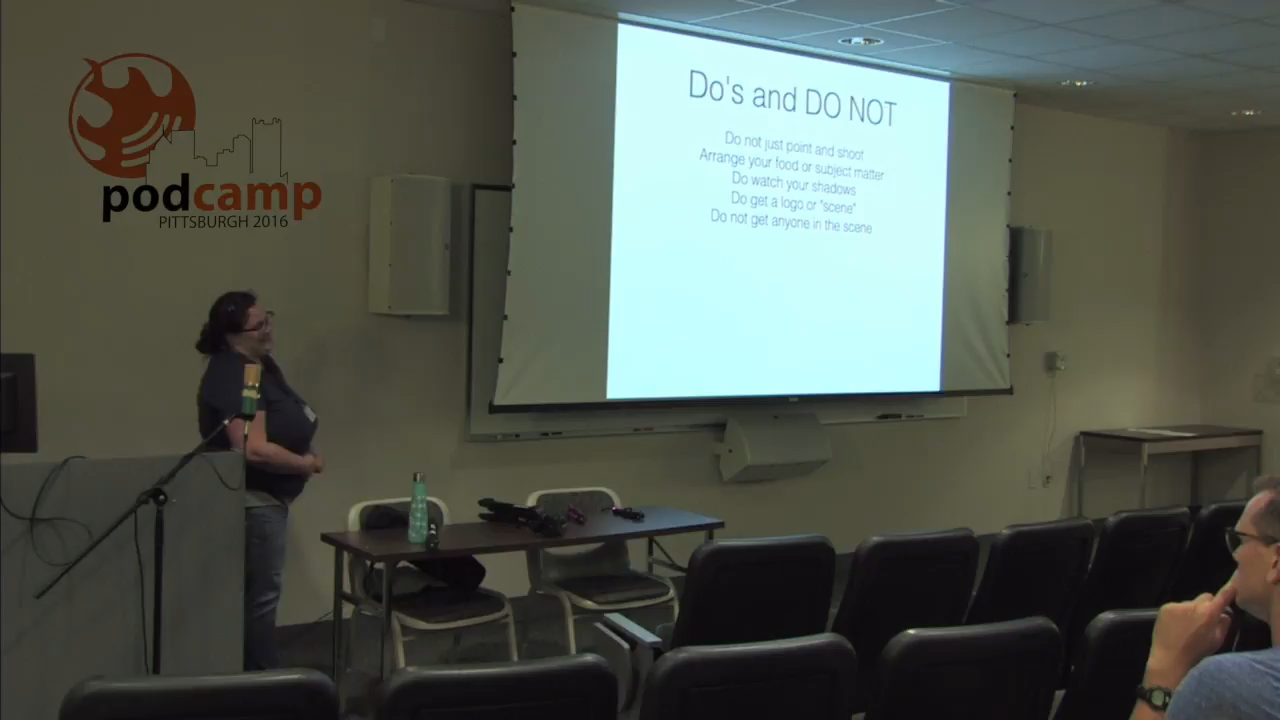 podcamp
PITTSBURGH 2016
Do's and DO NOT
Do not just point and shoot
Arrange your food or subject matter
Do watch your shadows
Do get a logo or "scene"
Do not get anyone in the scene